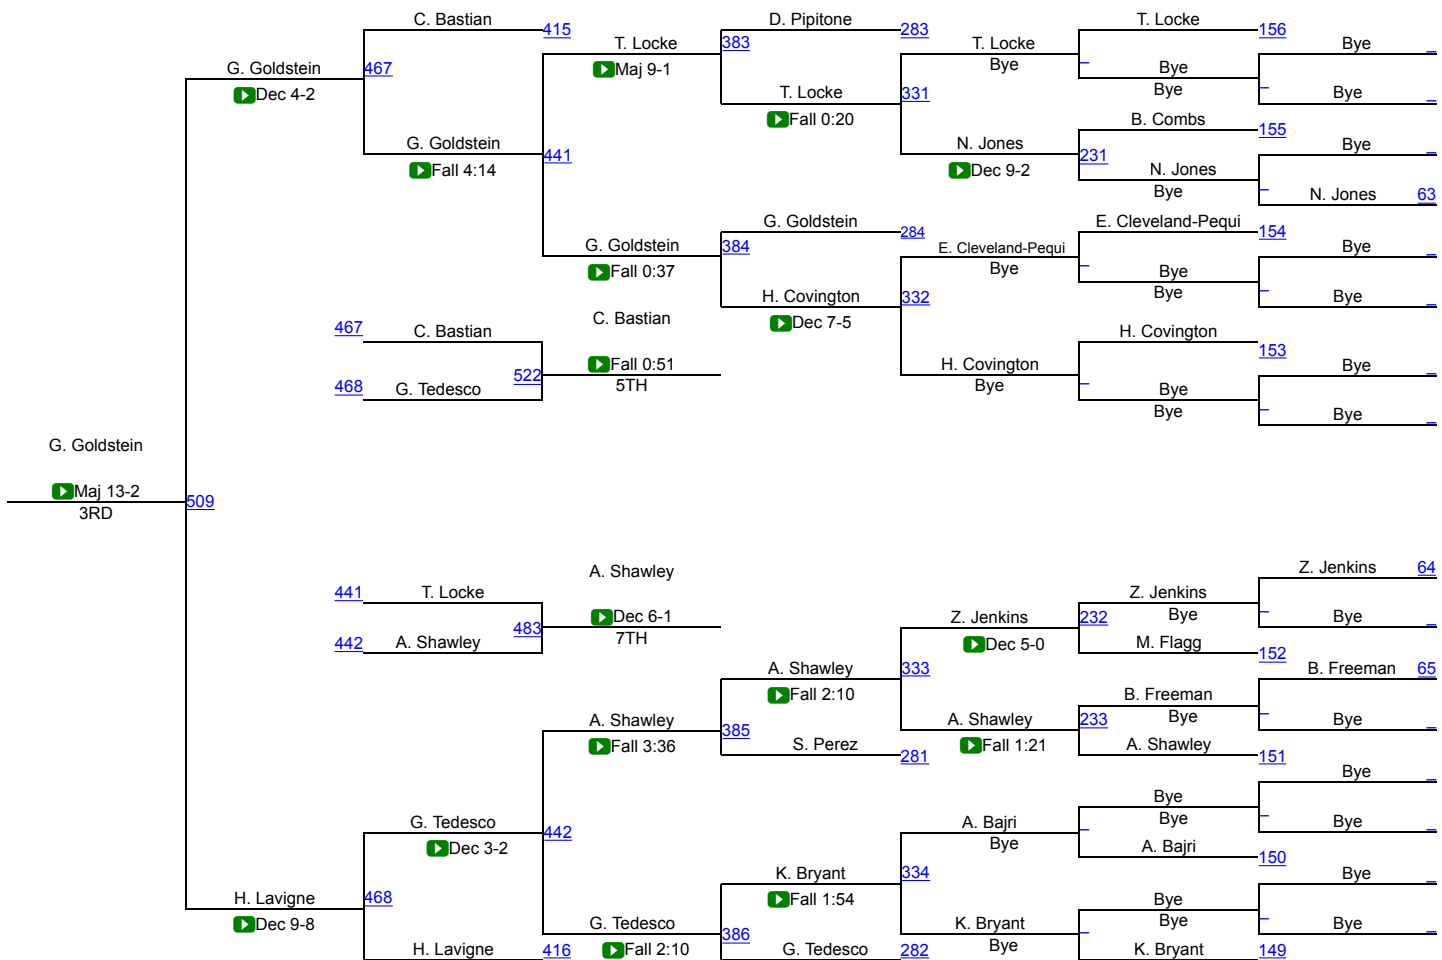 C. Bastian
D. Pipitone
T. Locke
415
283
156
T. Locke
383
T. Locke
Bye
G. Goldstein
467
Maj 9-1
Bye
Bye
Dec 4-2
T. Locke
331
Bye
Bye
Fall 0:20
B. Combs
155
G. Goldstein
441
N. Jones
231
Bye
Fall 4:14
Dec 9-2
N. Jones
Bye
N. Jones
63
G. Goldstein
284
E. Cleveland-Pequi
154
G. Goldstein
384
E. Cleveland-Pequi
Bye
Fall 0:37
Bye
Bye
H. Covington
332
Bye
Bye
Dec 7-5
467
C. Bastian
C. Bastian
H. Covington
153
Fall 0:51
H. Covington
Bye
522
5TH
Bye
Bye
468
G. Tedesco
Bye
Bye
G. Goldstein
Maj 13-2
509
3RD
A. Shawley
Z. Jenkins
64
441
T. Locke
Z. Jenkins
Dec 6-1
Z. Jenkins
232
Bye
483
7TH
Dec 5-0
M. Flagg
152
442
A. Shawley
A. Shawley
333
B. Freeman
65
Fall 2:10
B. Freeman
A. Shawley
385
A. Shawley
233
Bye
Bye
Fall 3:36
S. Perez
281
Fall 1:21
A. Shawley
151
Bye
Bye
G. Tedesco
442
A. Bajri
Bye
Bye
Dec 3-2
Bye
A. Bajri
150
K. Bryant
334
Bye
H. Lavigne
468
Fall 1:54
Bye
Dec 9-8
G. Tedesco
386
K. Bryant
Bye
Bye
H. Lavigne
416
Fall 2:10
G. Tedesco
282
Bye
K. Bryant
149